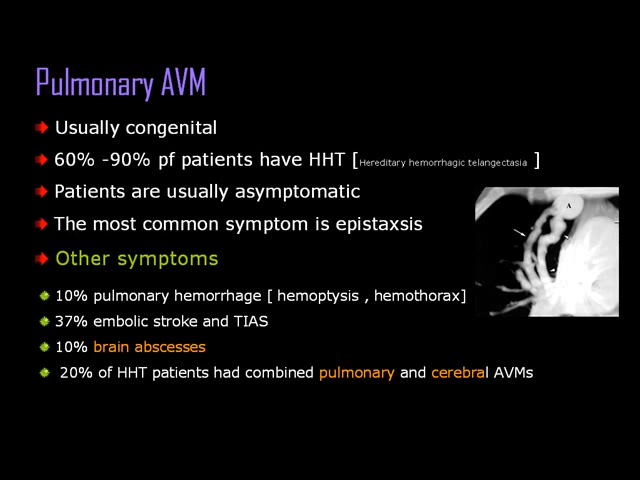 Pulmonary AVM
Usually congenital
60% -90% pf patients have HHT [Hereditary hemorrhagic telangectasia ]
Patients are usually asymptomatic
The most common symptom is epistaxsis
Other symptoms
10% pulmonary hemorrhage [ hemoptysis , hemothorax]
37% embolic stroke and TIAS
10% brain abscesses
20% of HHT patients had combined pulmonary and cerebral AVMs
A